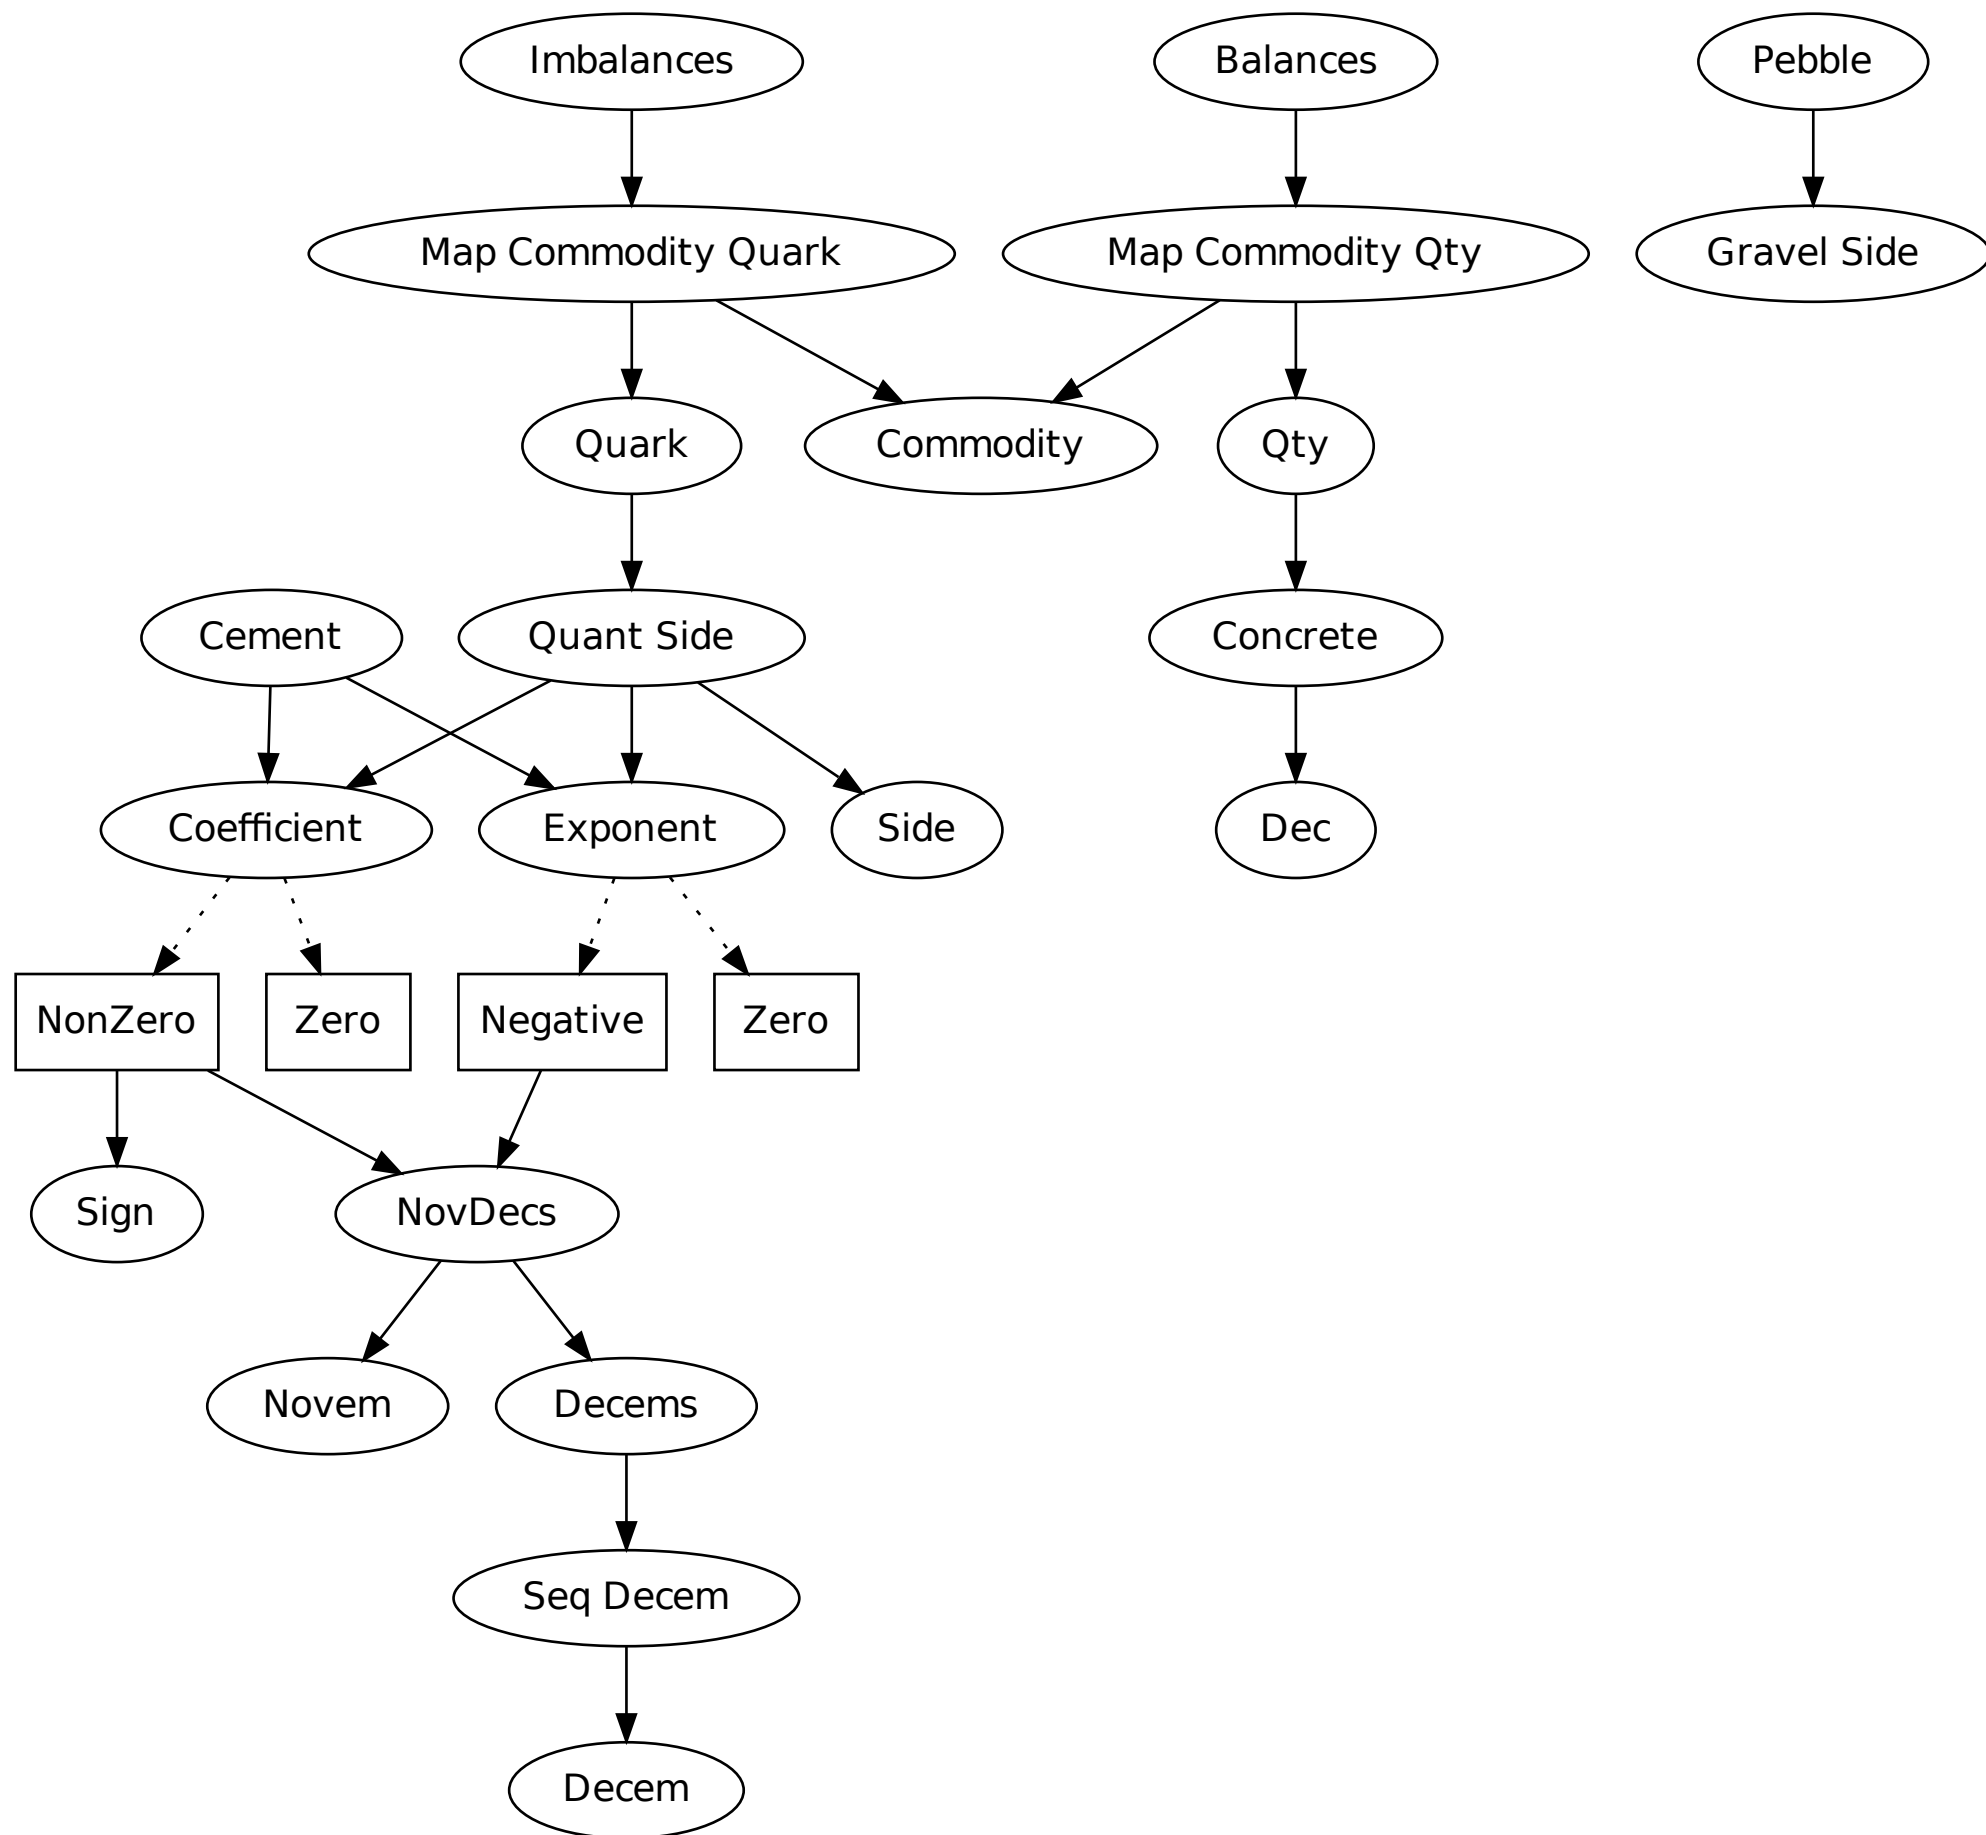 Imbalances
Balances
Pebble
Map Commodity Quark
Map Commodity Qty
Gravel Side
Quark
Commodity
Qty
Cement
Quant Side
Concrete
Coefficient
Exponent
Side
Dec
NonZero
Zero
Negative
Zero
Sign
NovDecs
Novem
Decems
Seq Decem
Decem